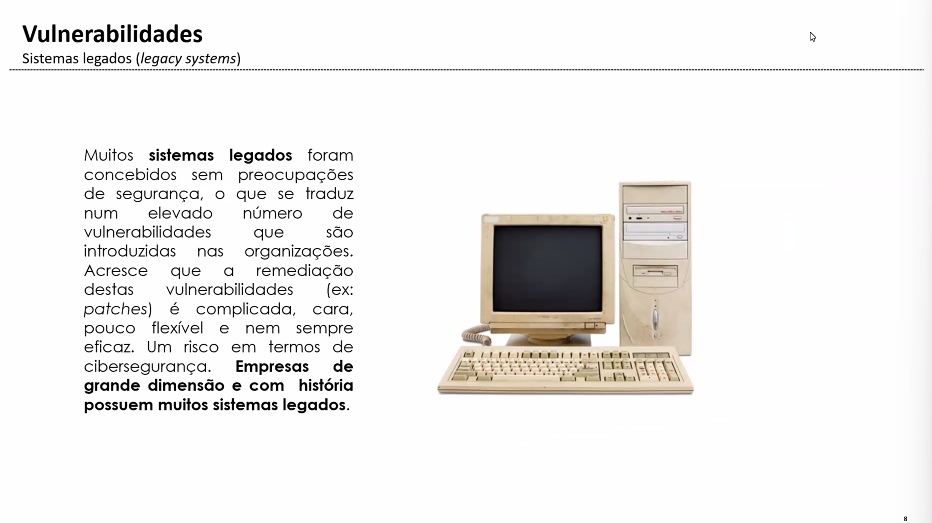 Vulnerabilidades
Sistemas legados (legacy systems)
Muitos sistemas legados foram
concebidos sem preocupações
de segurança, o que se traduz
num elevado número de
vulnerabilidades que são
introduzidas nas organizações.
Acresce que a remediação
destas vulnerabilidades (ex:
patches) é complicada, cara,
pouco flexível e nem sempre
eficaz. Um risco em termos de
cibersegurança. Empresas de
grande dimensão e com história
possuem muitos sistemas legados.
8